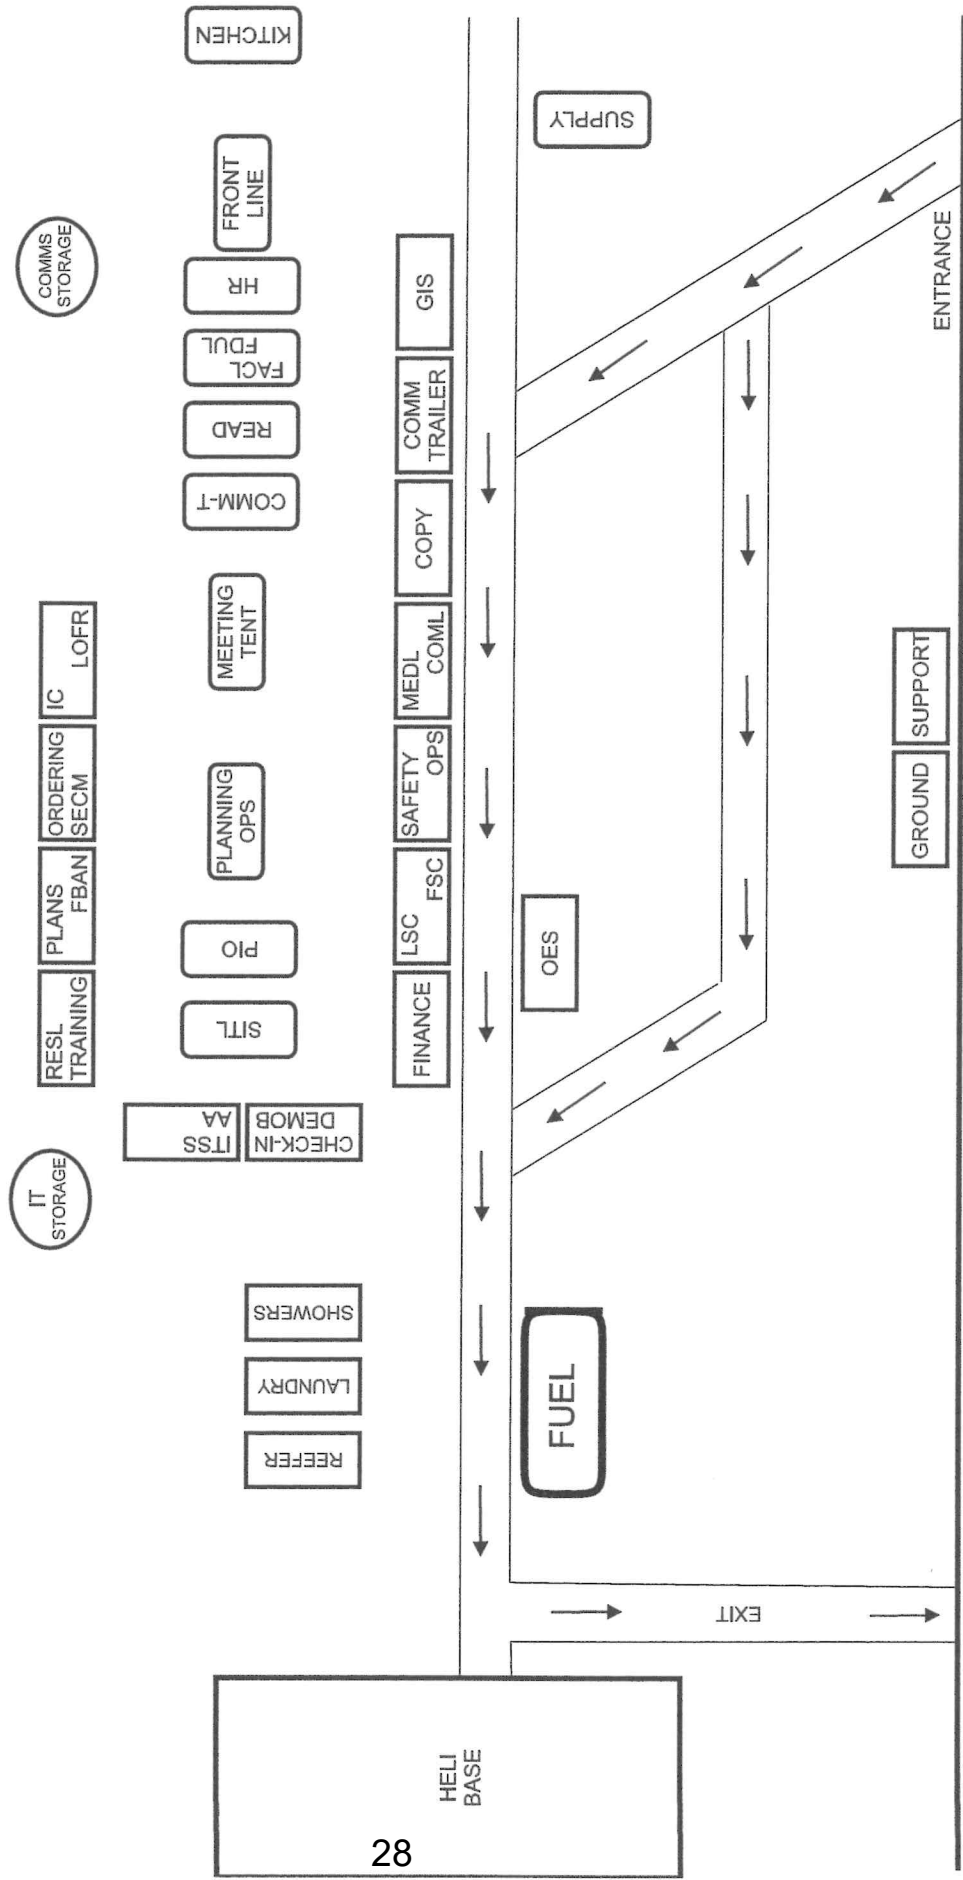 KITCHEN
SUPPLY
FRONT
LINE
COMMS
STORAGE
HR
GIS
ENTRANCE
FACL
FDUL
COMM
TRAILER
READ
COMM-T
COPY
MEETING
TENT
IC
LOFR
MEDL
COML
SUPPORT
ORDERING
SECM
PLANNING
OPS
SAFETY
OPS
GROUND
PLANS
FBAN
PIO
LSC
FSC
OES
RESL
TRAINING
SITL
FINANCE
ITSS
AA
CHECK-IN
DEMOB
IT
STORAGE
SHOWERS
LAUNDRY
REEFER
FUEL
EXIT
HELI
BASE
28